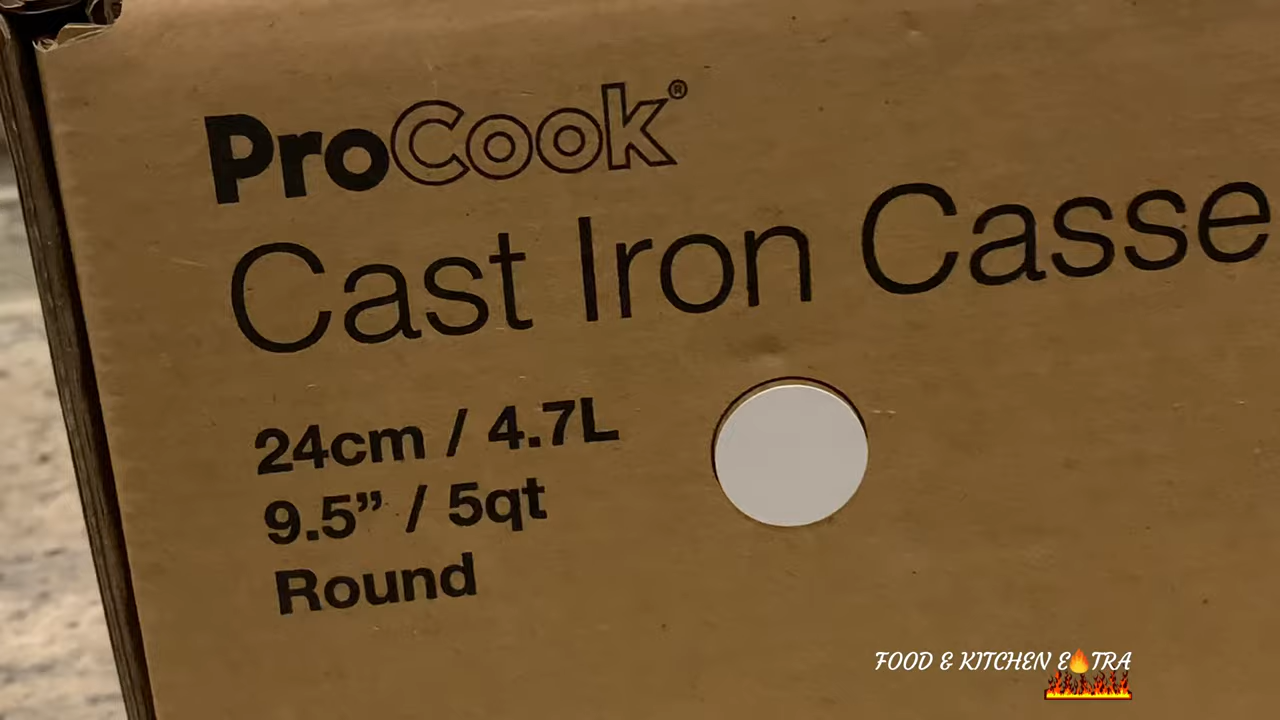 ProCook®
Cast Iron Casse
24cm / 4.7L
9.5” / 5qt
Round
FOOD & KITCHEN E🔥TRA